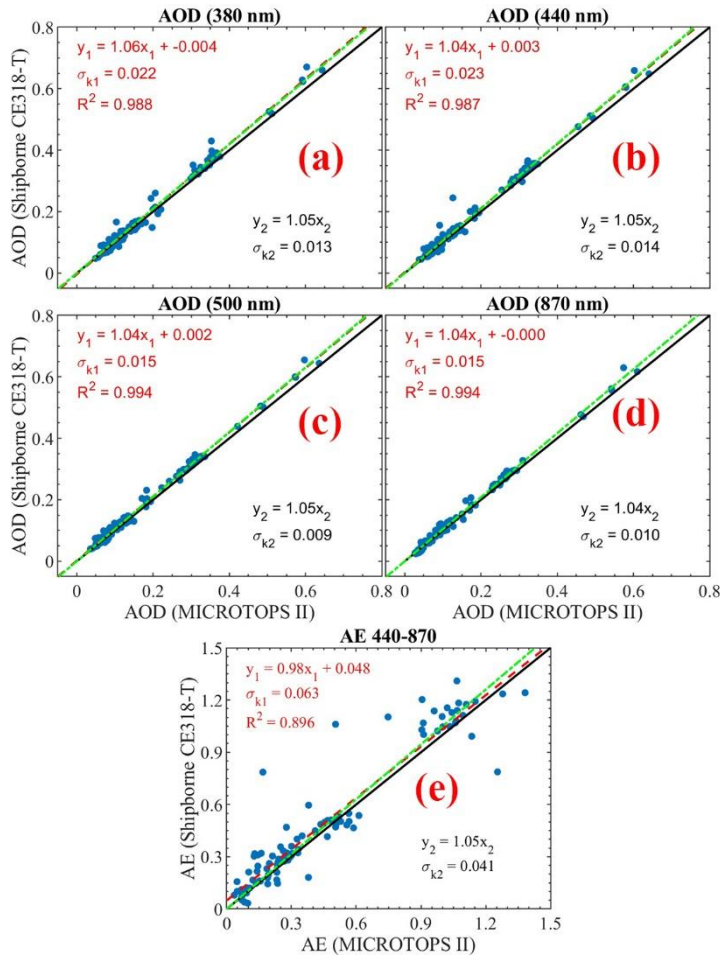 AOD (380 nm)
y1 = 1.06x1 + -0.004
σk1 = 0.022
R2 = 0.988
(a)
y2 = 1.05x2
σk2 = 0.013
AOD (Shipborne CE318-T)
0.8
0.6
0.4
0.2
0
0 0.2 0.4 0.6 0.8
AOD (440 nm)
y1 = 1.04x1 + 0.003
σk1 = 0.023
R2 = 0.987
(b)
y2 = 1.05x2
σk2 = 0.014
AOD (500 nm)
y1 = 1.04x1 + 0.002
σk1 = 0.015
R2 = 0.994
(c)
y2 = 1.05x2
σk2 = 0.009
AOD (Shipborne CE318-T)
0.8
0.6
0.4
0.2
0
0 0.2 0.4 0.6 0.8
AOD (MICROTOPS II)
AOD (870 nm)
y1 = 1.04x1 + -0.000
σk1 = 0.015
R2 = 0.994
(d)
y2 = 1.04x2
σk2 = 0.010
0 0.2 0.4 0.6 0.8
AOD (MICROTOPS II)
AE 440-870
y1 = 0.98x1 + 0.048
σk1 = 0.063
R2 = 0.896
(e)
y2 = 1.05x2
σk2 = 0.041
AE (Shipborne CE318-T)
1.5
1.2
0.9
0.6
0.3
0
0 0.3 0.6 0.9 1.2 1.5
AE (MICROTOPS II)